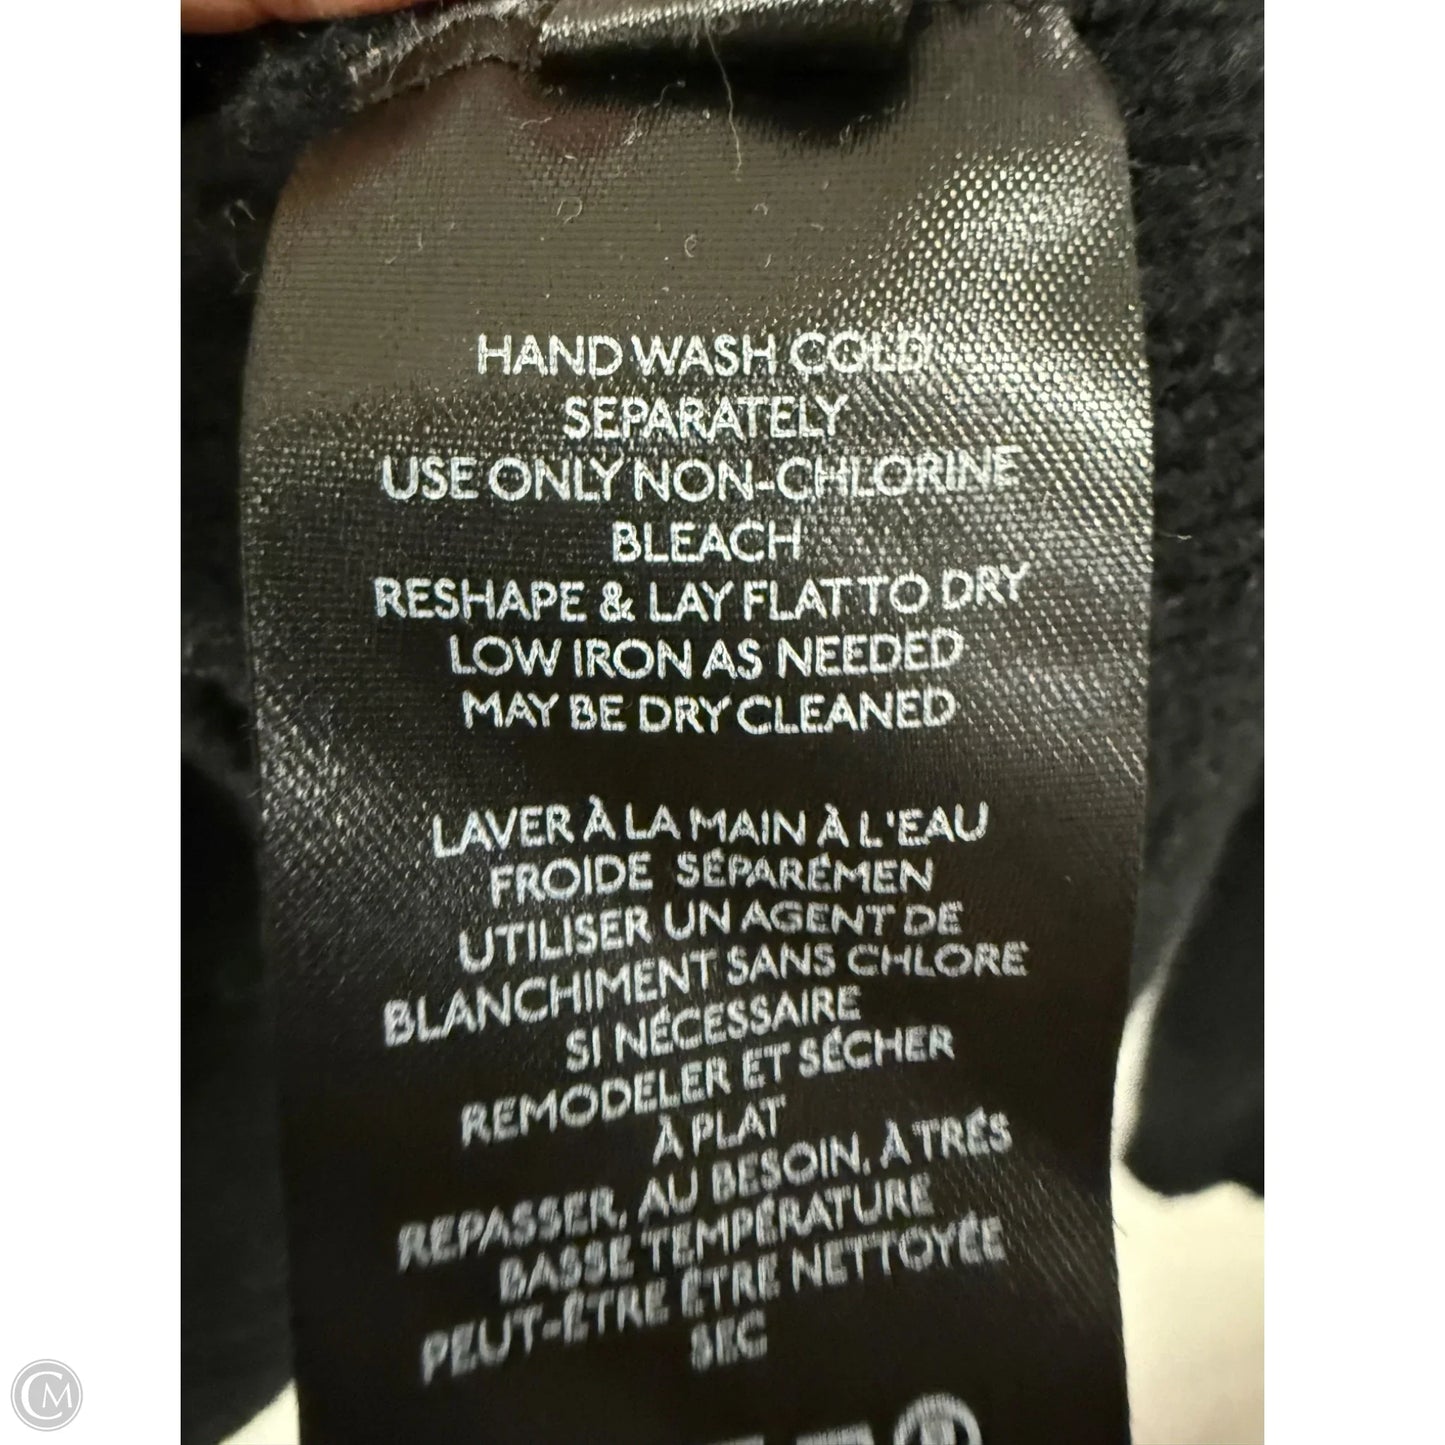 HAND WASH COLD
SEPARATELY
USE ONLY NON-CHLORINE
BLEACH
RESHAPE & LAY FLAT TO DRY
LOW IRON AS NEEDED
MAY BE DRY CLEANED
LAVER À LA MAIN À L'EAU
FROIDE SÉPARÉMEN
UTILISER UN AGENT DE
BLANCHIMENT SANS CHLORE
SI NÉCESSAIRE
REMODELER ET SÉCHER
À PLAT
REPASSER, AU BESOIN, À TRÉS
BASSE TEMPÉRATURE
PEUT-ÊTRE ÊTRE NETTOYÉE
SEC
CM